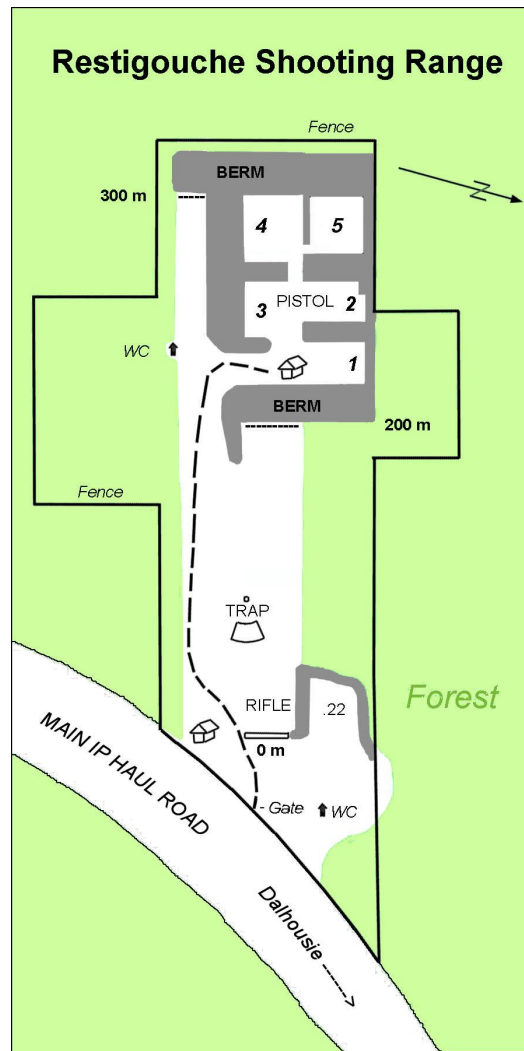 Restigouche Shooting Range
Fence
BERM
N
300 m
4
5
PISTOL
3
2
WC
1
BERM
200 m
Fence
TRAP
RIFLE
.22
Forest
0 m
MAIN IP HAUL ROAD
- Gate
WC
Dalhousie